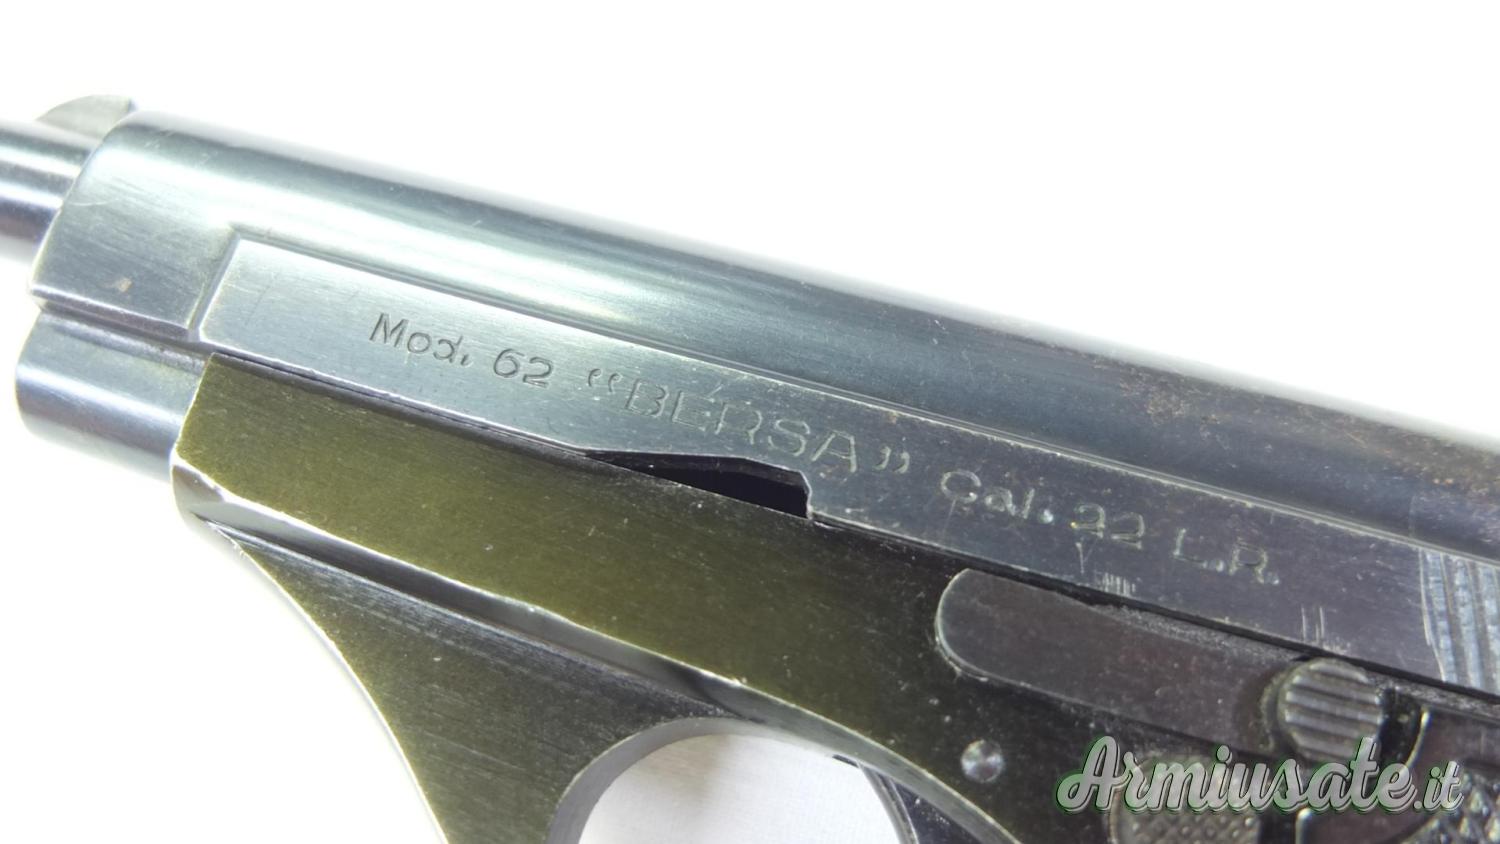 Mod. 62 “BERSA” Cal. 22 L.R.
Armiusate.it